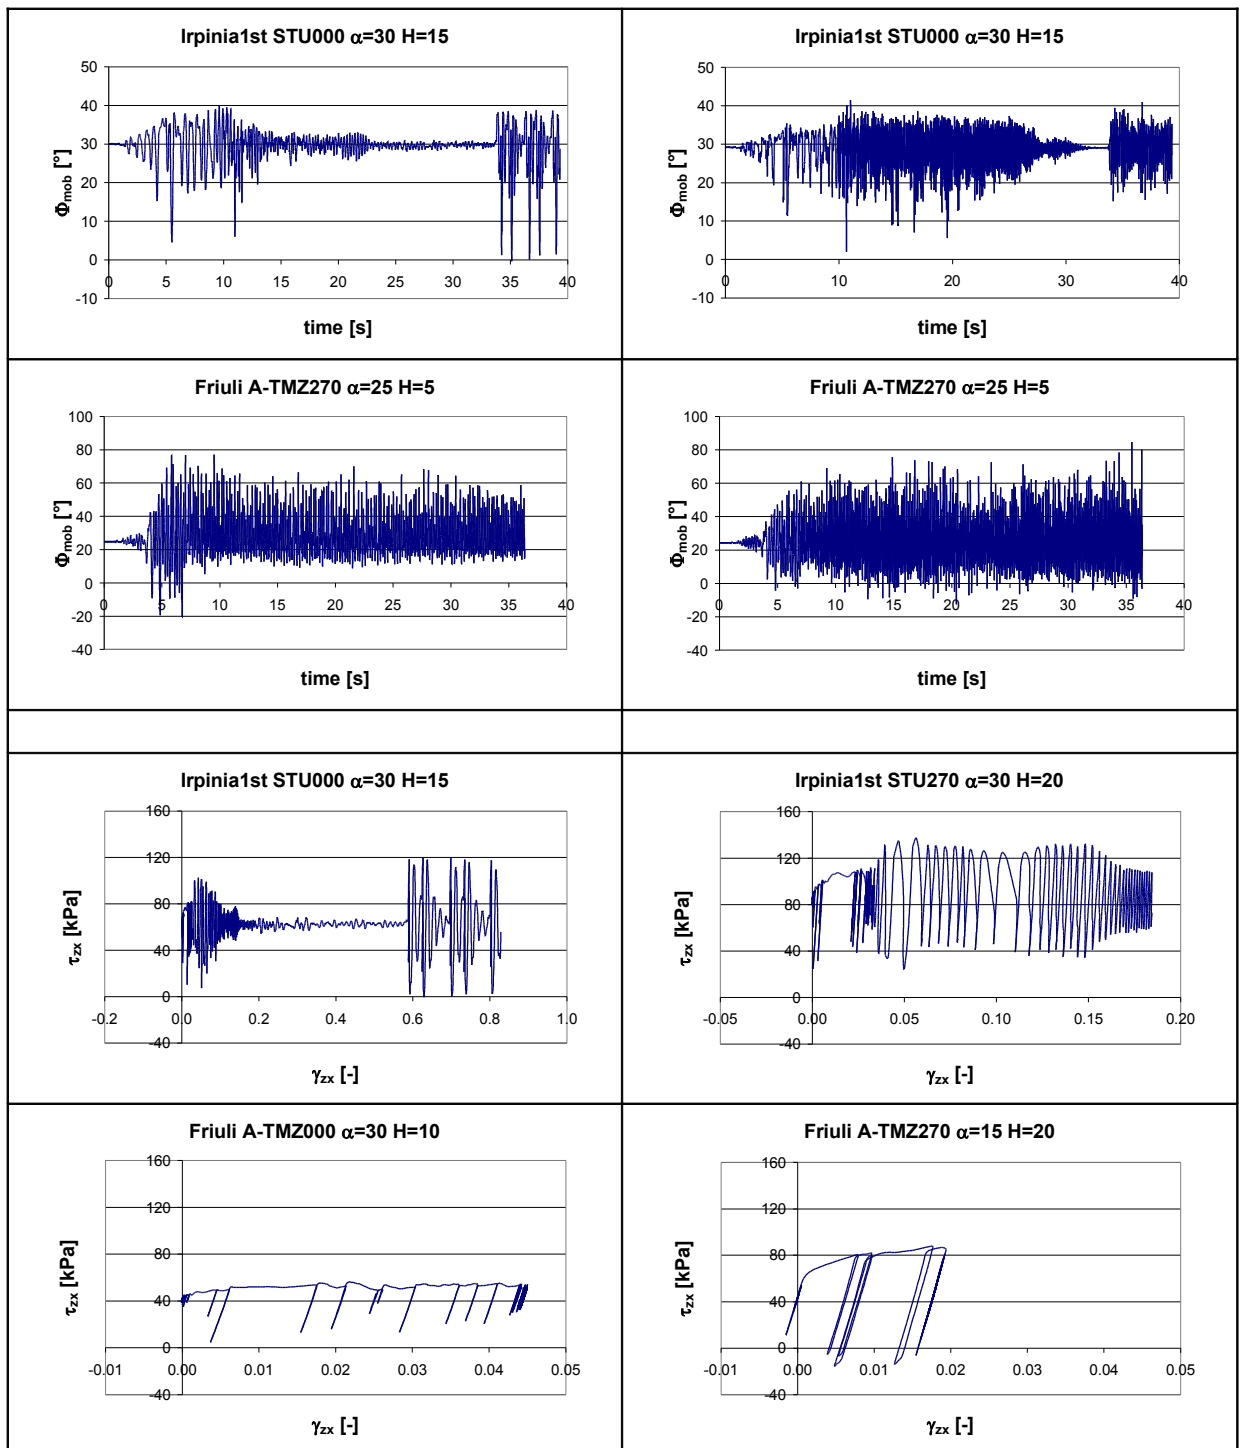 Irpinia1st STU000 α=30 H=15
50
40
30
20
10
0
-10
Φmob [°]
0 5 10 15 20 25 30 35 40
time [s]
Irpinia1st STU000 α=30 H=15
50
40
30
20
10
0
-10
Φmob [°]
0 10 20 30 40
time [s]
Friuli A-TMZ270 α=25 H=5
100
80
60
40
20
0
-20
-40
Φmob [°]
0 5 10 15 20 25 30 35 40
time [s]
Friuli A-TMZ270 α=25 H=5
100
80
60
40
20
0
-20
-40
Φmob [°]
0 5 10 15 20 25 30 35 40
time [s]
Irpinia1st STU000 α=30 H=15
160
120
80
40
0
-40
τzx [kPa]
-0.2 0.0 0.2 0.4 0.6 0.8 1.0
γzx [-]
Irpinia1st STU270 α=30 H=20
160
120
80
40
0
-40
τzx [kPa]
-0.05 0.00 0.05 0.10 0.15 0.20
γzx [-]
Friuli A-TMZ000 α=30 H=10
160
120
80
40
0
-40
τzx [kPa]
-0.01 0.00 0.01 0.02 0.03 0.04 0.05
γzx [-]
Friuli A-TMZ270 α=15 H=20
160
120
80
40
0
-40
τzx [kPa]
-0.01 0.00 0.01 0.02 0.03 0.04 0.05
γzx [-]